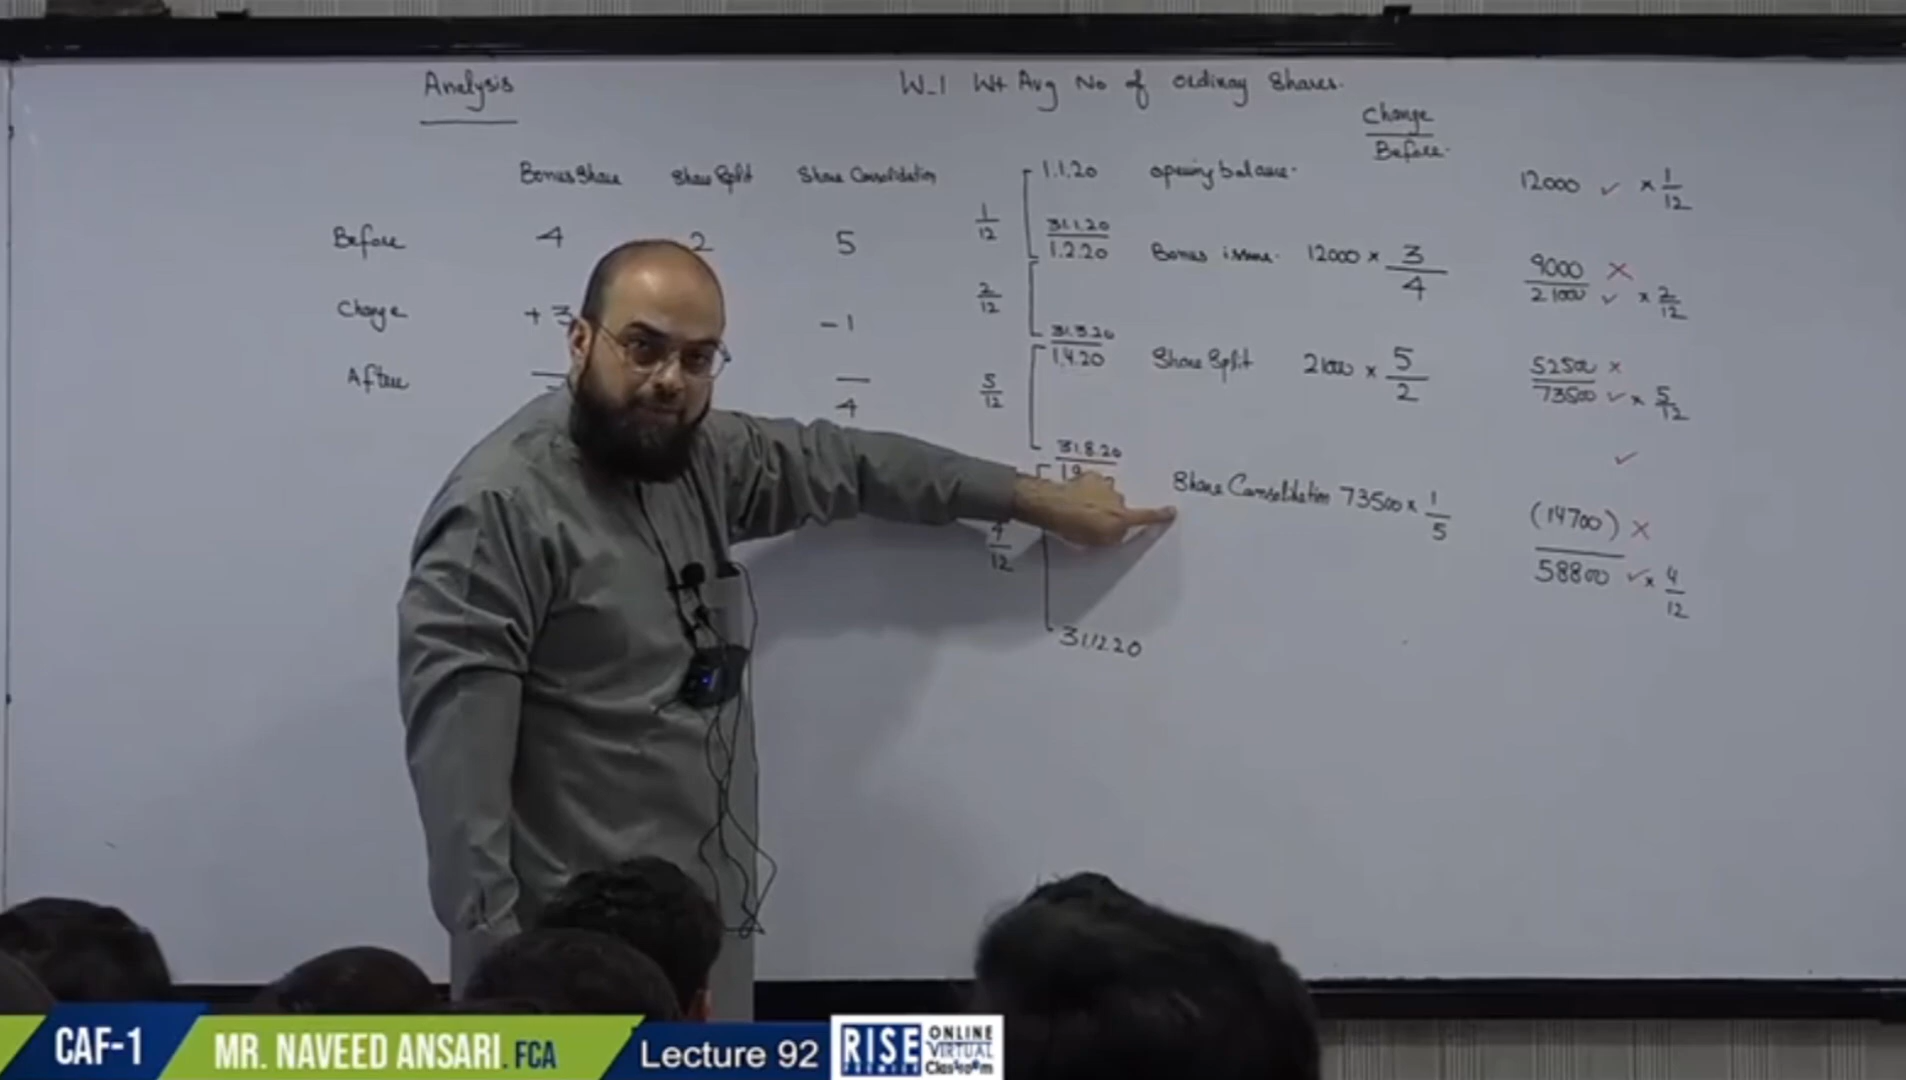 Analysis
W-1 Wt Avg No of ordinary Shares.
Change
Before.
Bonus Share Share Split Share Consolidation
Before 4 2 5
Change + 3 - 1
After 4
1/12 1.1.20 opening balance. 12000 ✓ × 1/12
31.1.20
1.2.20 Bonus issue. 12000 × 3/4 9000 ×
2/12 21000 ✓ × 2/12
31.3.20
1.4.20 Share Split 21000 × 5/2 52500 ×
5/12 73500 ✓ × 5/12
31.8.20 ✓
Share Consolidation 73500 × 1/5 (14700) ×
4/12 58800 ✓ × 4/12
31.12.20
CAF-1
MR. NAVEED ANSARI. FCA
Lecture 92
RISE
PREMIER
ONLINE
VIRTUAL
Classroom